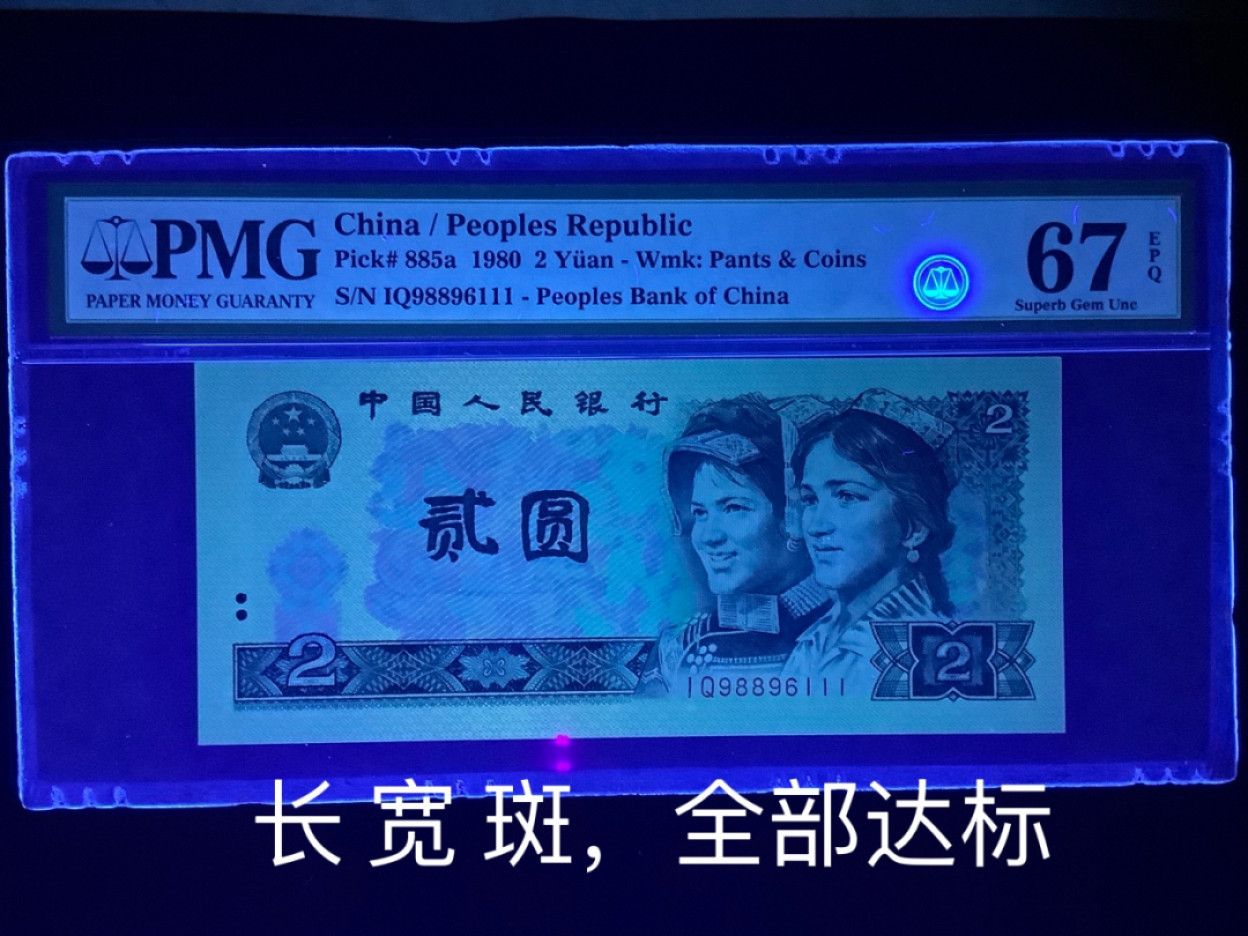 PMG
PAPER MONEY GUARANTY
China / Peoples Republic
Pick# 885a 1980 2 Yüan - Wmk: Pants & Coins
S/N IQ98896111 - Peoples Bank of China
67
EPQ
Superb Gem Unc
中国人民银行
2
贰圆
2
IQ98896111
2
长宽斑，全部达标